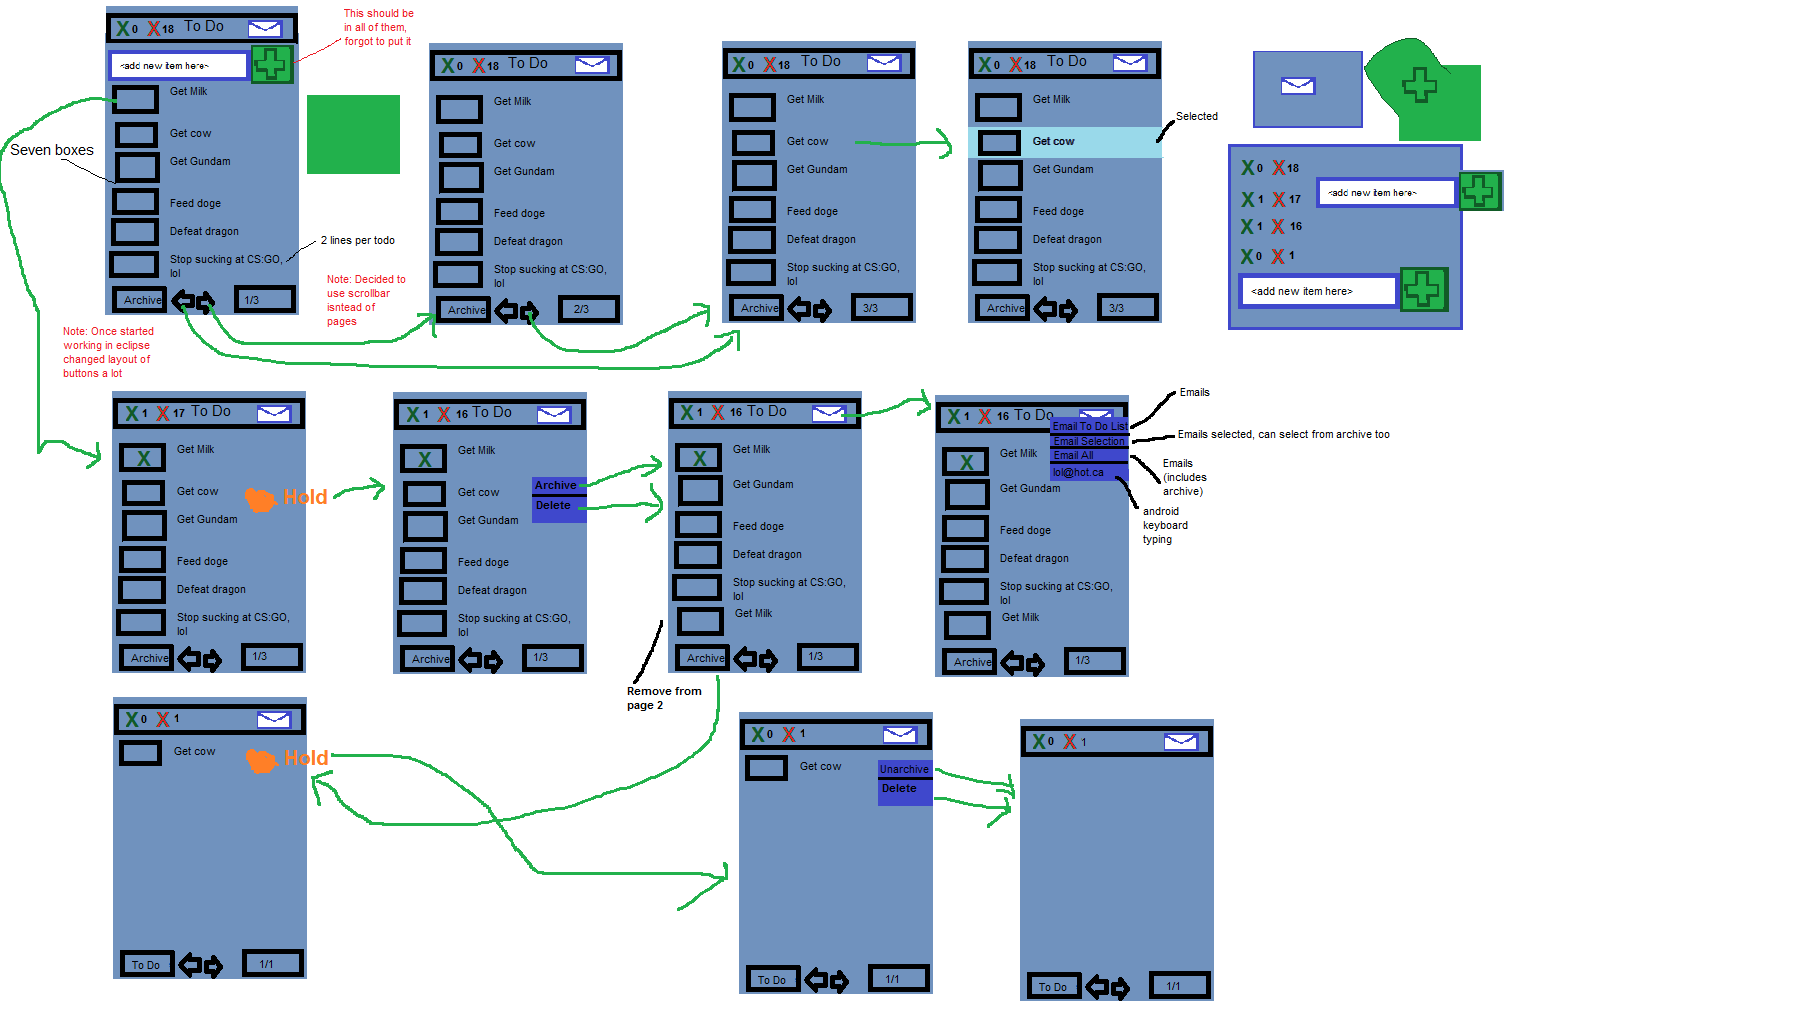 X 0 X 18 To Do
<add new item here>
Get Milk
Get cow
Get Gundam
Feed doge
Defeat dragon
Stop sucking at CS:GO,
lol
Archive
1/3
This should be
in all of them,
forgot to put it
Seven boxes
2 lines per todo
Note: Once started
working in eclipse
changed layout of
buttons a lot
Note: Decided to
use scrollbar
isntead of
pages
X 0 X 18 To Do
Get Milk
Get cow
Get Gundam
Feed doge
Defeat dragon
Stop sucking at CS:GO,
lol
Archive
2/3
X 0 X 18 To Do
Get Milk
Get cow
Get Gundam
Feed doge
Defeat dragon
Stop sucking at CS:GO,
lol
Archive
3/3
X 0 X 18 To Do
Get Milk
Get cow
Get Gundam
Feed doge
Defeat dragon
Stop sucking at CS:GO,
lol
Archive
3/3
Selected
X 0 X 18
X 1 X 17
<add new item here>
X 1 X 16
X 0 X 1
<add new item here>
X 1 X 17 To Do
X
Get Milk
Get cow
Hold
Get Gundam
Feed doge
Defeat dragon
Stop sucking at CS:GO,
lol
Archive
1/3
X 1 X 16 To Do
X
Get Milk
Get cow
Archive
Delete
Get Gundam
Feed doge
Defeat dragon
Stop sucking at CS:GO,
lol
Archive
1/3
X 1 X 16 To Do
X
Get Milk
Get Gundam
Feed doge
Defeat dragon
Stop sucking at CS:GO,
lol
Get Milk
Archive
1/3
Remove from
page 2
X 1 X 16 To Do
Email To Do List
Email Selection
Email All
lol@hot.ca
X
Get Milk
Get Gundam
Feed doge
Defeat dragon
Stop sucking at CS:GO,
lol
Get Milk
Archive
1/3
Emails
Emails selected, can select from archive too
Emails
(includes
archive)
android
keyboard
typing
X 0 X 1
Get cow
Hold
To Do
1/1
X 0 X 1
Get cow
Unarchive
Delete
To Do
1/1
X 0 X 1
To Do
1/1